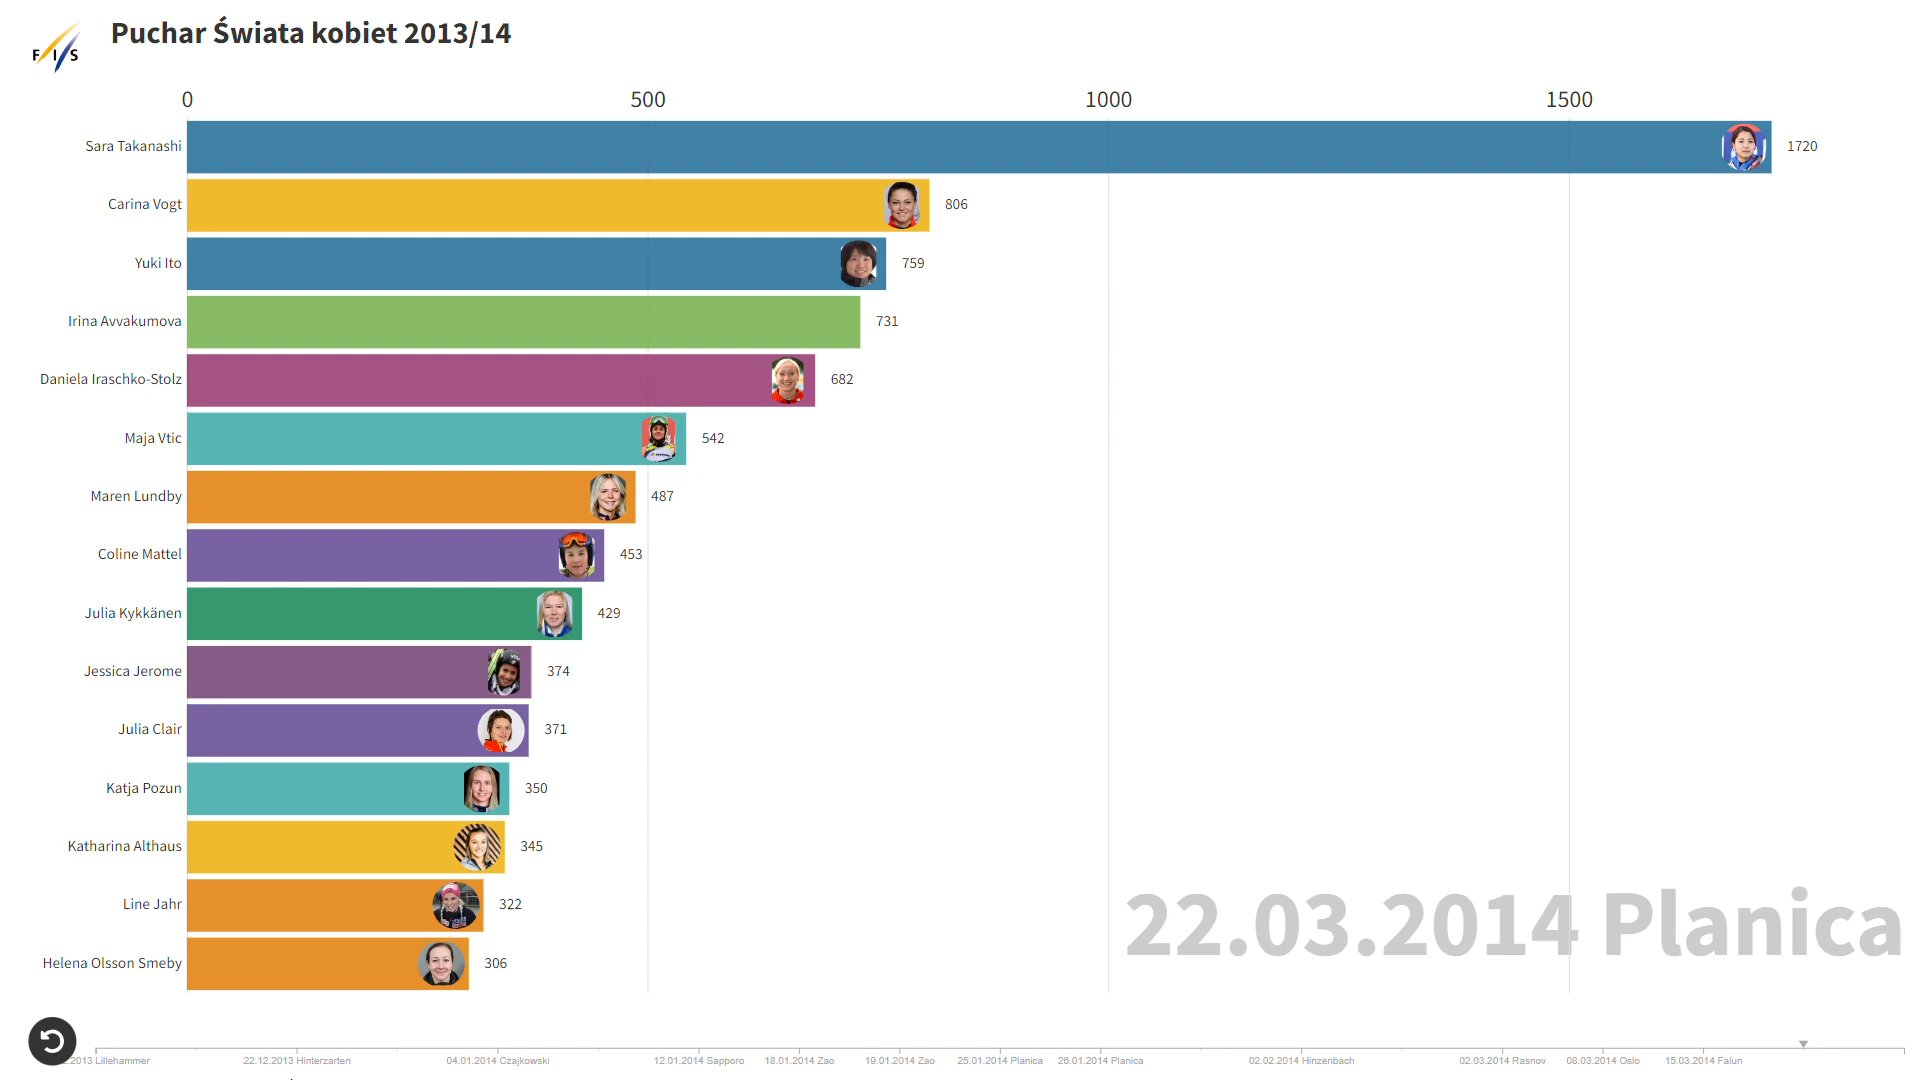 FIS
Puchar Świata kobiet 2013/14
0 500 1000 1500
Sara Takanashi 1720
Carina Vogt 806
Yuki Ito 759
Irina Avvakumova 731
Daniela Iraschko-Stolz 682
Maja Vtic 542
Maren Lundby 487
Coline Mattel 453
Julia Kykkänen 429
Jessica Jerome 374
Julia Clair 371
Katja Pozun 350
Katharina Althaus 345
Line Jahr 322
Helena Olsson Smeby 306
22.03.2014 Planica
2013 Lillehammer 22.12.2013 Hinterzarten 04.01.2014 Czajkowski 12.01.2014 Sapporo 18.01.2014 Zao 19.01.2014 Zao 25.01.2014 Planica 26.01.2014 Planica 02.02.2014 Hinzenbach 02.03.2014 Rasnov 08.03.2014 Oslo 15.03.2014 Falun